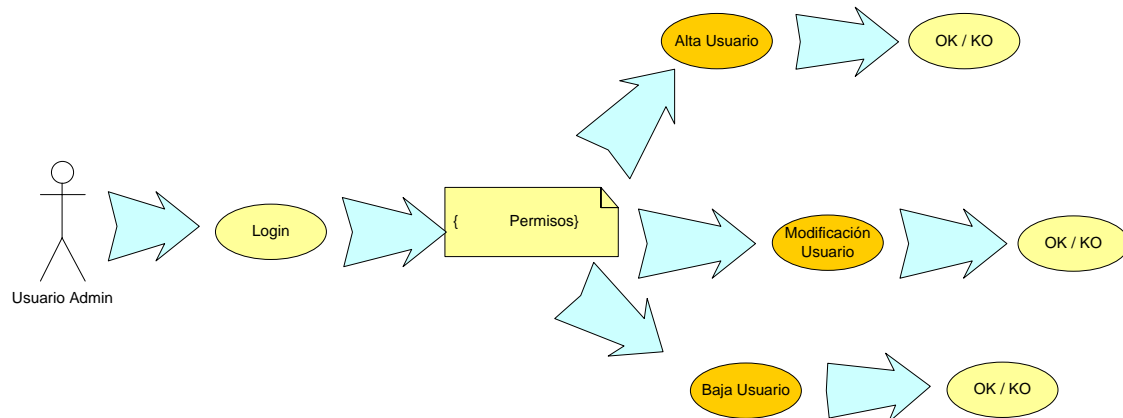 Alta Usuario
OK / KO
Login
{ Permisos}
Modificación
Usuario
OK / KO
Usuario Admin
Baja Usuario
OK / KO